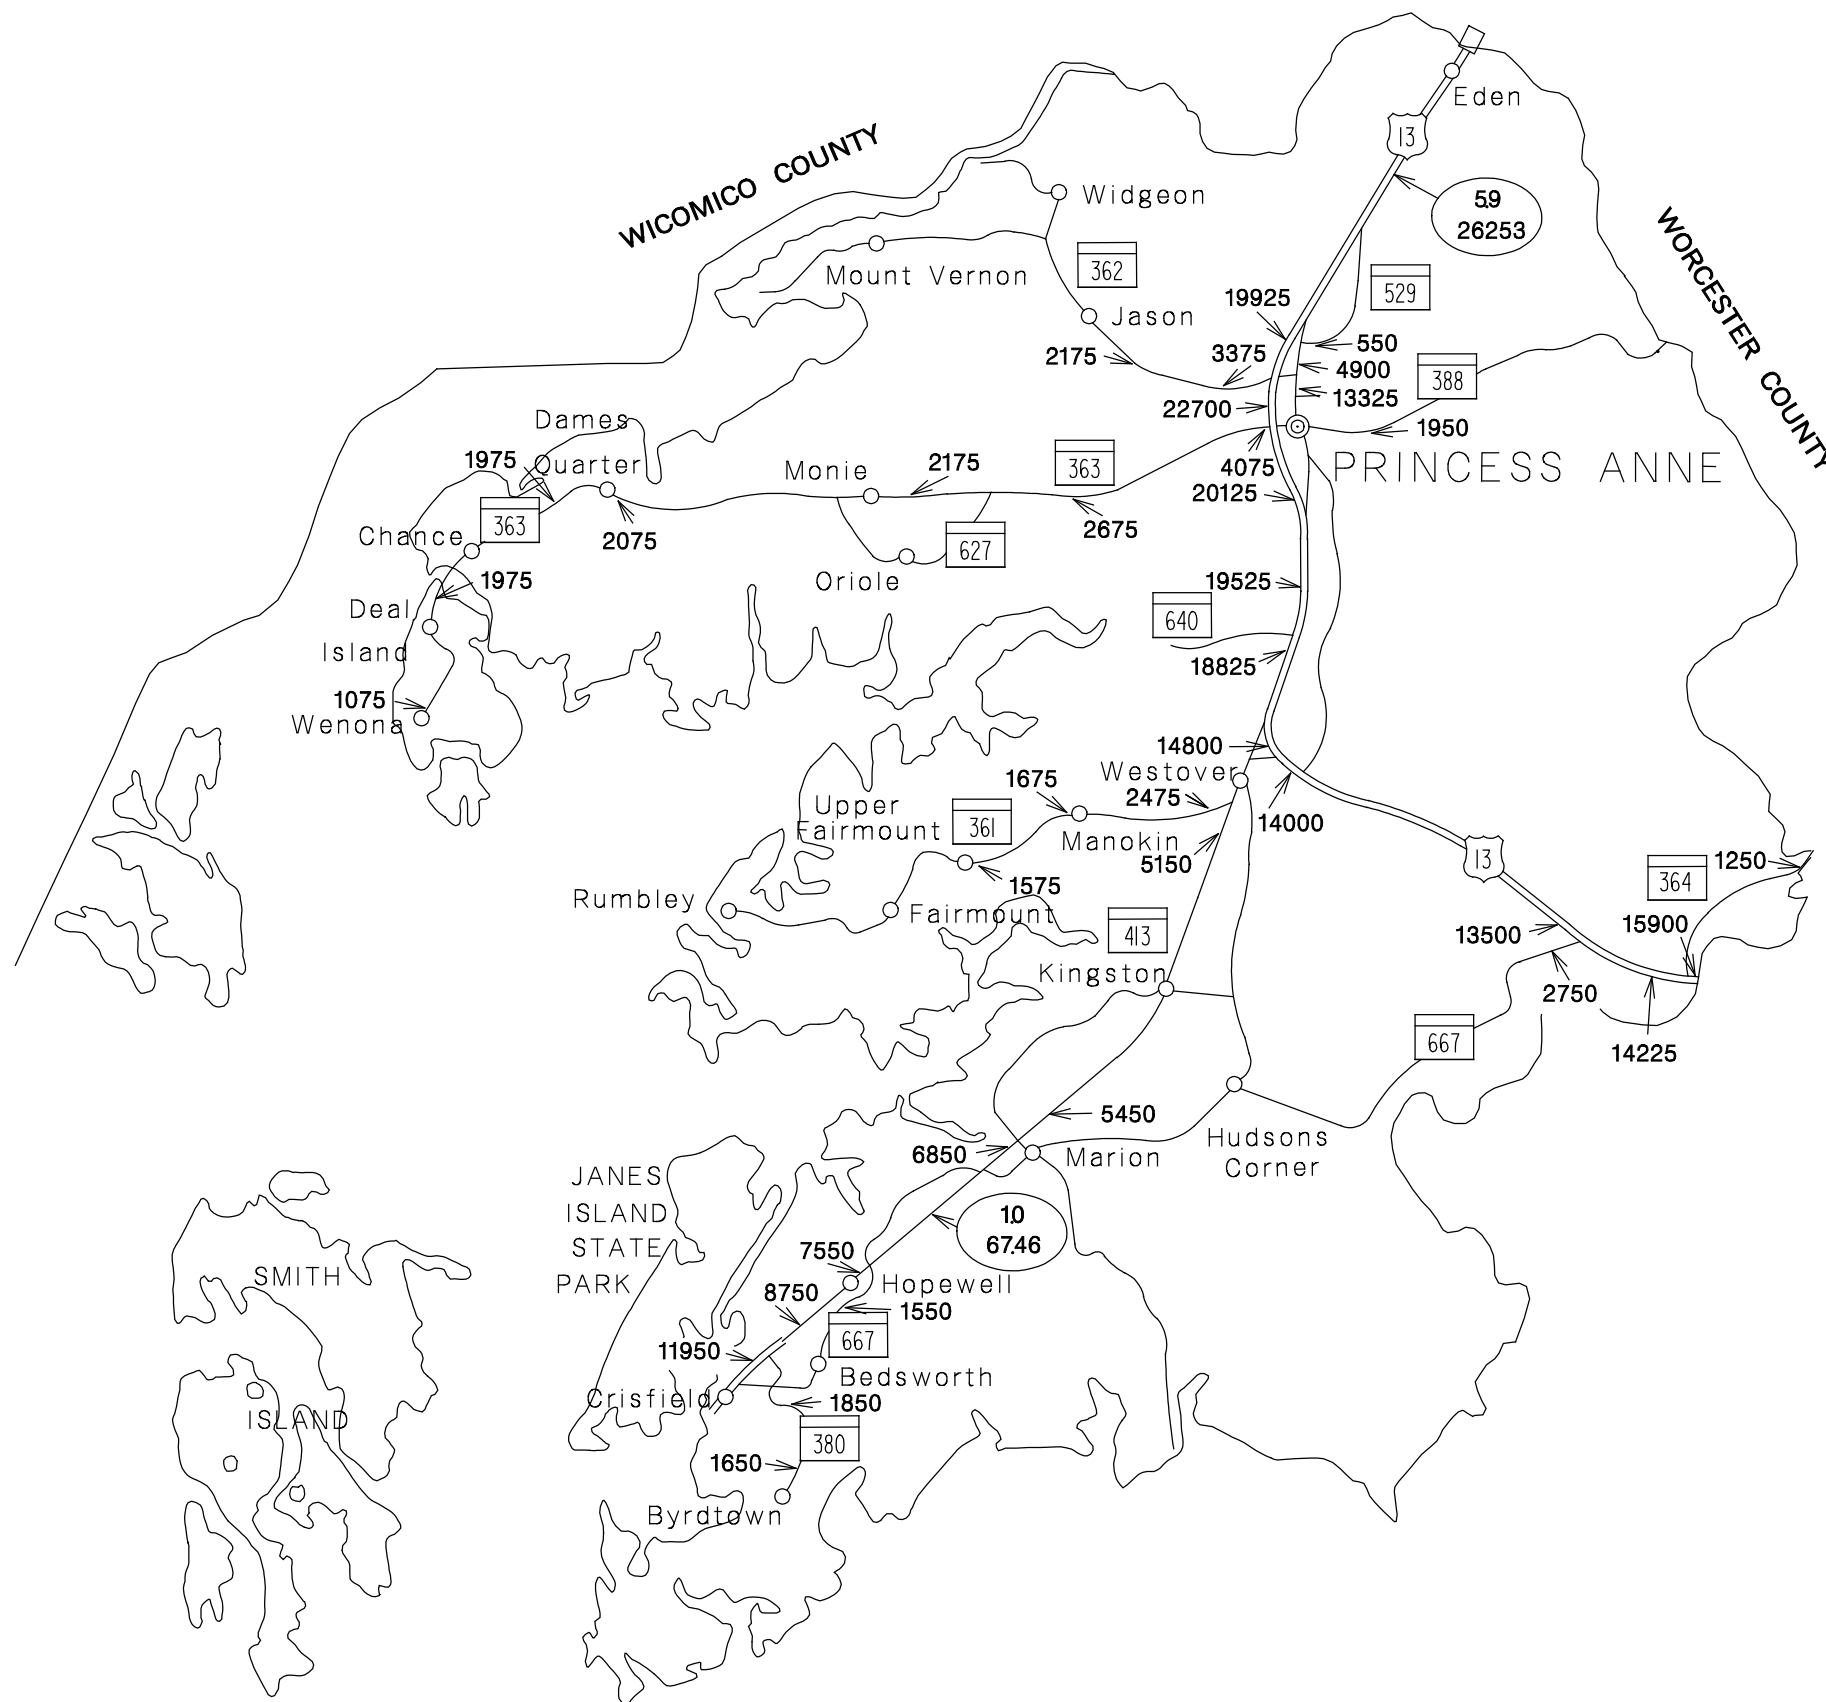 Eden
13
WICOMICO COUNTY
Widgeon
59
26253
WORCESTER COUNTY
Mount Vernon
362
529
19925
Jason
550
2175
3375
4900
388
13325
22700
Dames
1950
1975
Quarter
Monie
2175
363
4075
PRINCESS ANNE
20125
363
2675
Chance
2075
627
Oriole
1975
19525
Deal
640
Island
18825
1075
Wenona
14800
Westover
1675
2475
Upper
Fairmount
361
14000
Manokin
5150
13
1250
364
1575
Rumbley
Fairmount
413
15900
13500
Kingston
2750
667
14225
5450
Hudsons
Corner
6850
Marion
JANES
ISLAND
STATE
PARK
10
67.46
7550
SMITH
Hopewell
8750
1550
667
11950
Bedsworth
Crisfield
1850
ISLAND
380
1650
Byrdtown